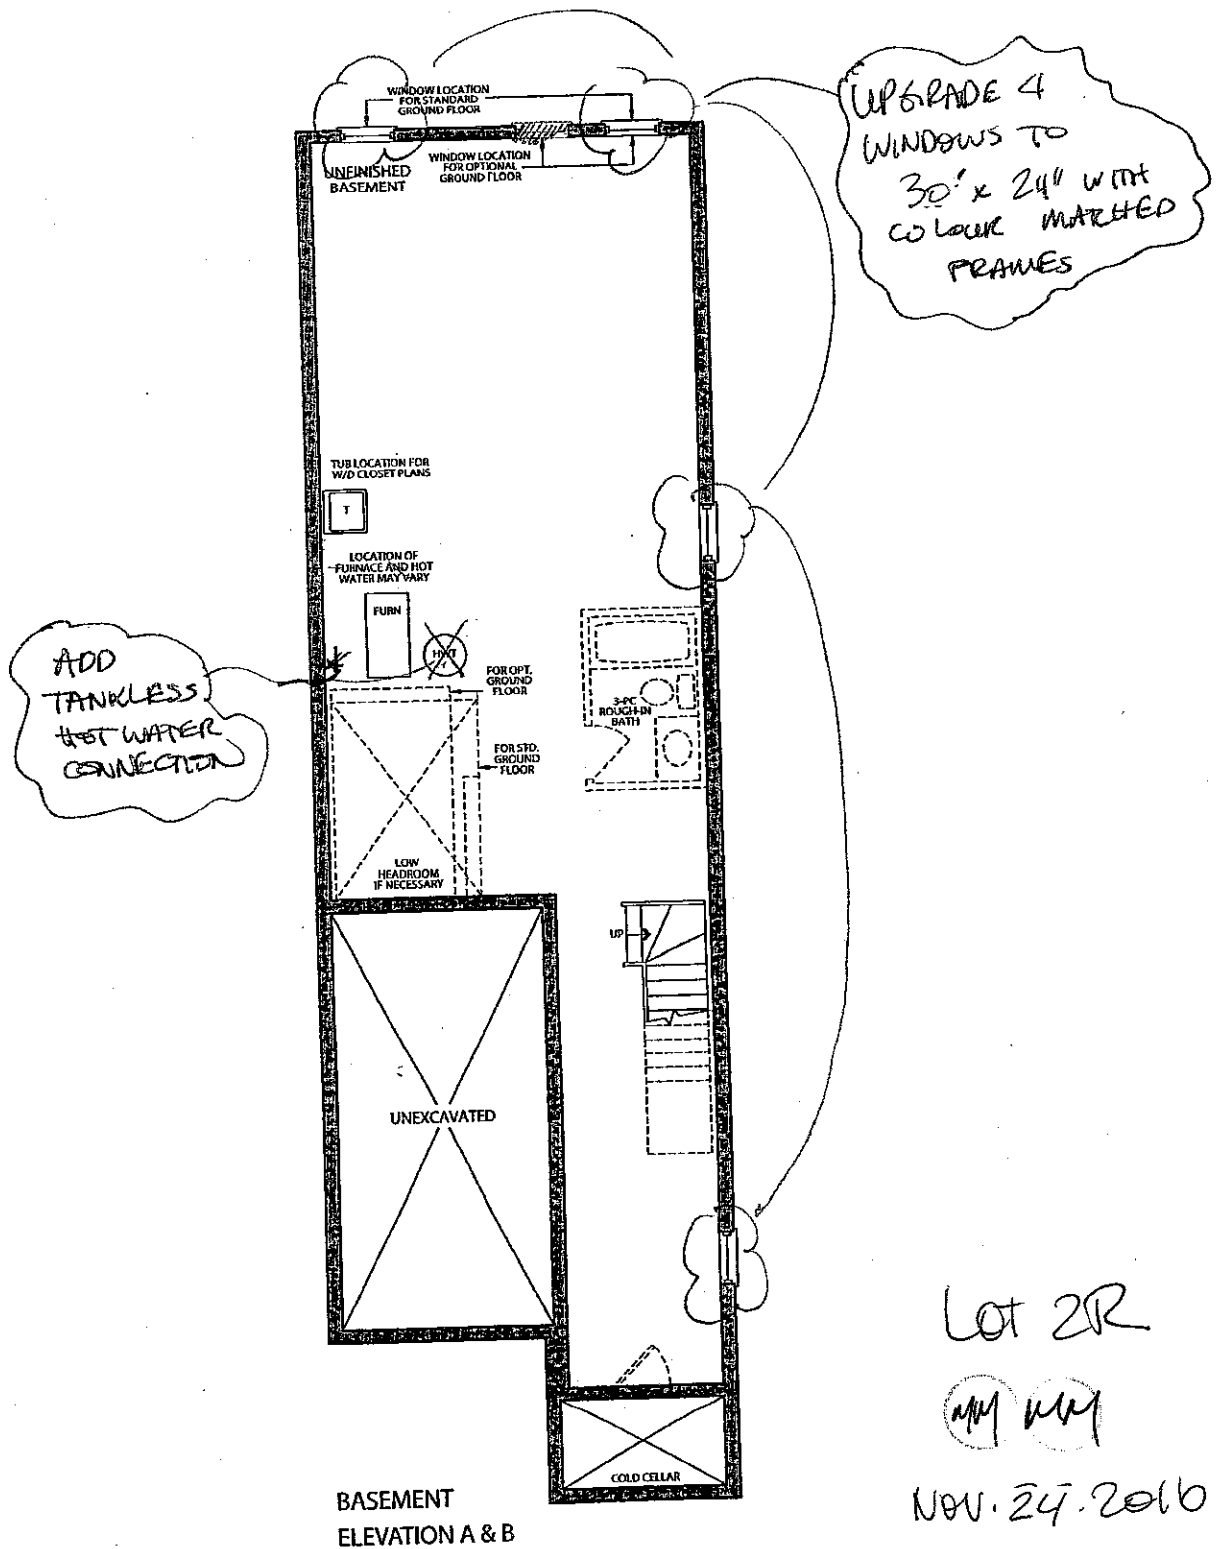 WINDOW LOCATION
FOR STANDARD
GROUND FLOOR
WINDOW LOCATION
FOR OPTIONAL
GROUND FLOOR
UNFINISHED
BASEMENT
UPGRADE 4
WINDOWS TO
30" x 24" WITH
COLOUR MATCHED
FRAMES
TUB LOCATION FOR
W/D CLOSET PLANS
T
LOCATION OF
FURNACE AND HOT
WATER MAY VARY
FURN
HWT
ADD
TANKLESS
HOT WATER
CONNECTION
FOR OPT.
GROUND
FLOOR
3-PC
ROUGH-IN
BATH
FOR STD.
GROUND
FLOOR
LOW
HEADROOM
IF NECESSARY
UP
UNEXCAVATED
LOT 2R
COLD CELLAR
BASEMENT
ELEVATION A & B
NOV. 24. 2016